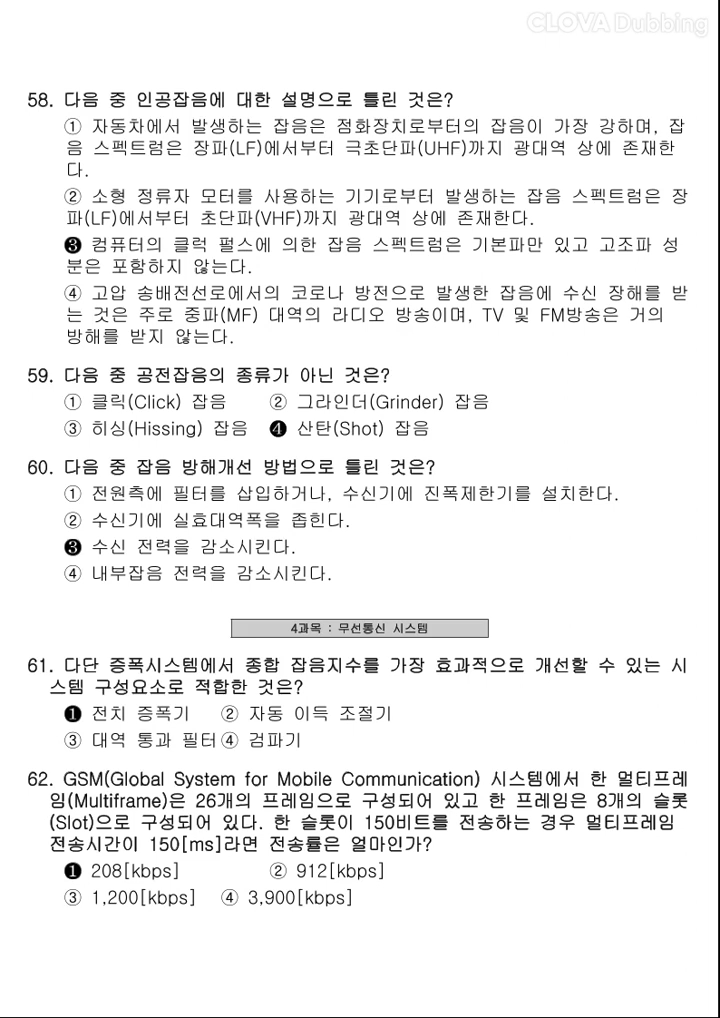 CLOVA Dubbing
58. 다음 중 인공잡음에 대한 설명으로 틀린 것은?
① 자동차에서 발생하는 잡음은 점화장치로부터의 잡음이 가장 강하며, 잡
음 스펙트럼은 장파(LF)에서부터 극초단파(UHF)까지 광대역 상에 존재한
다.
② 소형 정류자 모터를 사용하는 기기로부터 발생하는 잡음 스펙트럼은 장
파(LF)에서부터 초단파(VHF)까지 광대역 상에 존재한다.
❸ 컴퓨터의 클럭 펄스에 의한 잡음 스펙트럼은 기본파만 있고 고조파 성
분은 포함하지 않는다.
④ 고압 송배전선로에서의 코로나 방전으로 발생한 잡음에 수신 장해를 받
는 것은 주로 중파(MF) 대역의 라디오 방송이며, TV 및 FM방송은 거의
방해를 받지 않는다.
59. 다음 중 공전잡음의 종류가 아닌 것은?
① 클릭(Click) 잡음 ② 그라인더(Grinder) 잡음
③ 히싱(Hissing) 잡음 ❹ 산탄(Shot) 잡음
60. 다음 중 잡음 방해개선 방법으로 틀린 것은?
① 전원측에 필터를 삽입하거나, 수신기에 진폭제한기를 설치한다.
② 수신기에 실효대역폭을 좁힌다.
❸ 수신 전력을 감소시킨다.
④ 내부잡음 전력을 감소시킨다.
4과목 : 무선통신 시스템
61. 다단 증폭시스템에서 종합 잡음지수를 가장 효과적으로 개선할 수 있는 시
스템 구성요소로 적합한 것은?
❶ 전치 증폭기 ② 자동 이득 조절기
③ 대역 통과 필터 ④ 검파기
62. GSM(Global System for Mobile Communication) 시스템에서 한 멀티프레
임(Multiframe)은 26개의 프레임으로 구성되어 있고 한 프레임은 8개의 슬롯
(Slot)으로 구성되어 있다. 한 슬롯이 150비트를 전송하는 경우 멀티프레임
전송시간이 150[ms]라면 전송률은 얼마인가?
❶ 208[kbps] ② 912[kbps]
③ 1,200[kbps] ④ 3,900[kbps]